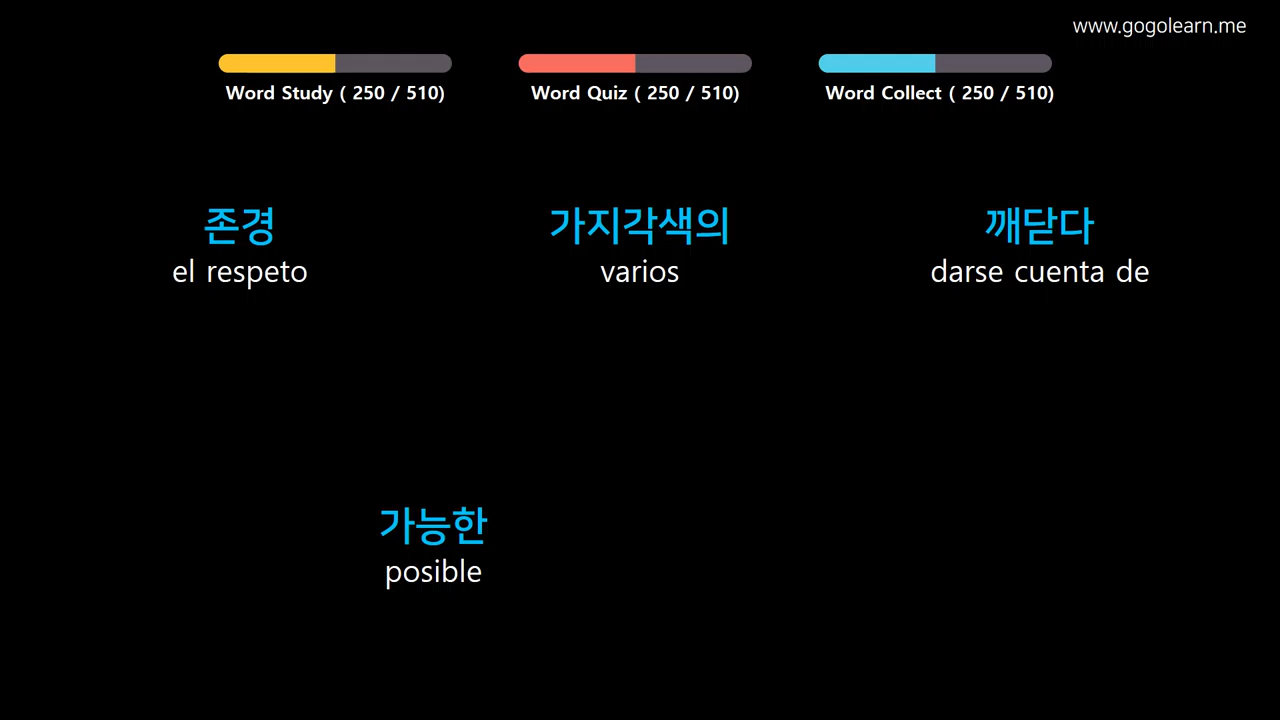 www.gogolearn.me
Word Study ( 250 / 510)
Word Quiz ( 250 / 510)
Word Collect ( 250 / 510)
존경
el respeto
가지각색의
varios
깨닫다
darse cuenta de
가능한
posible